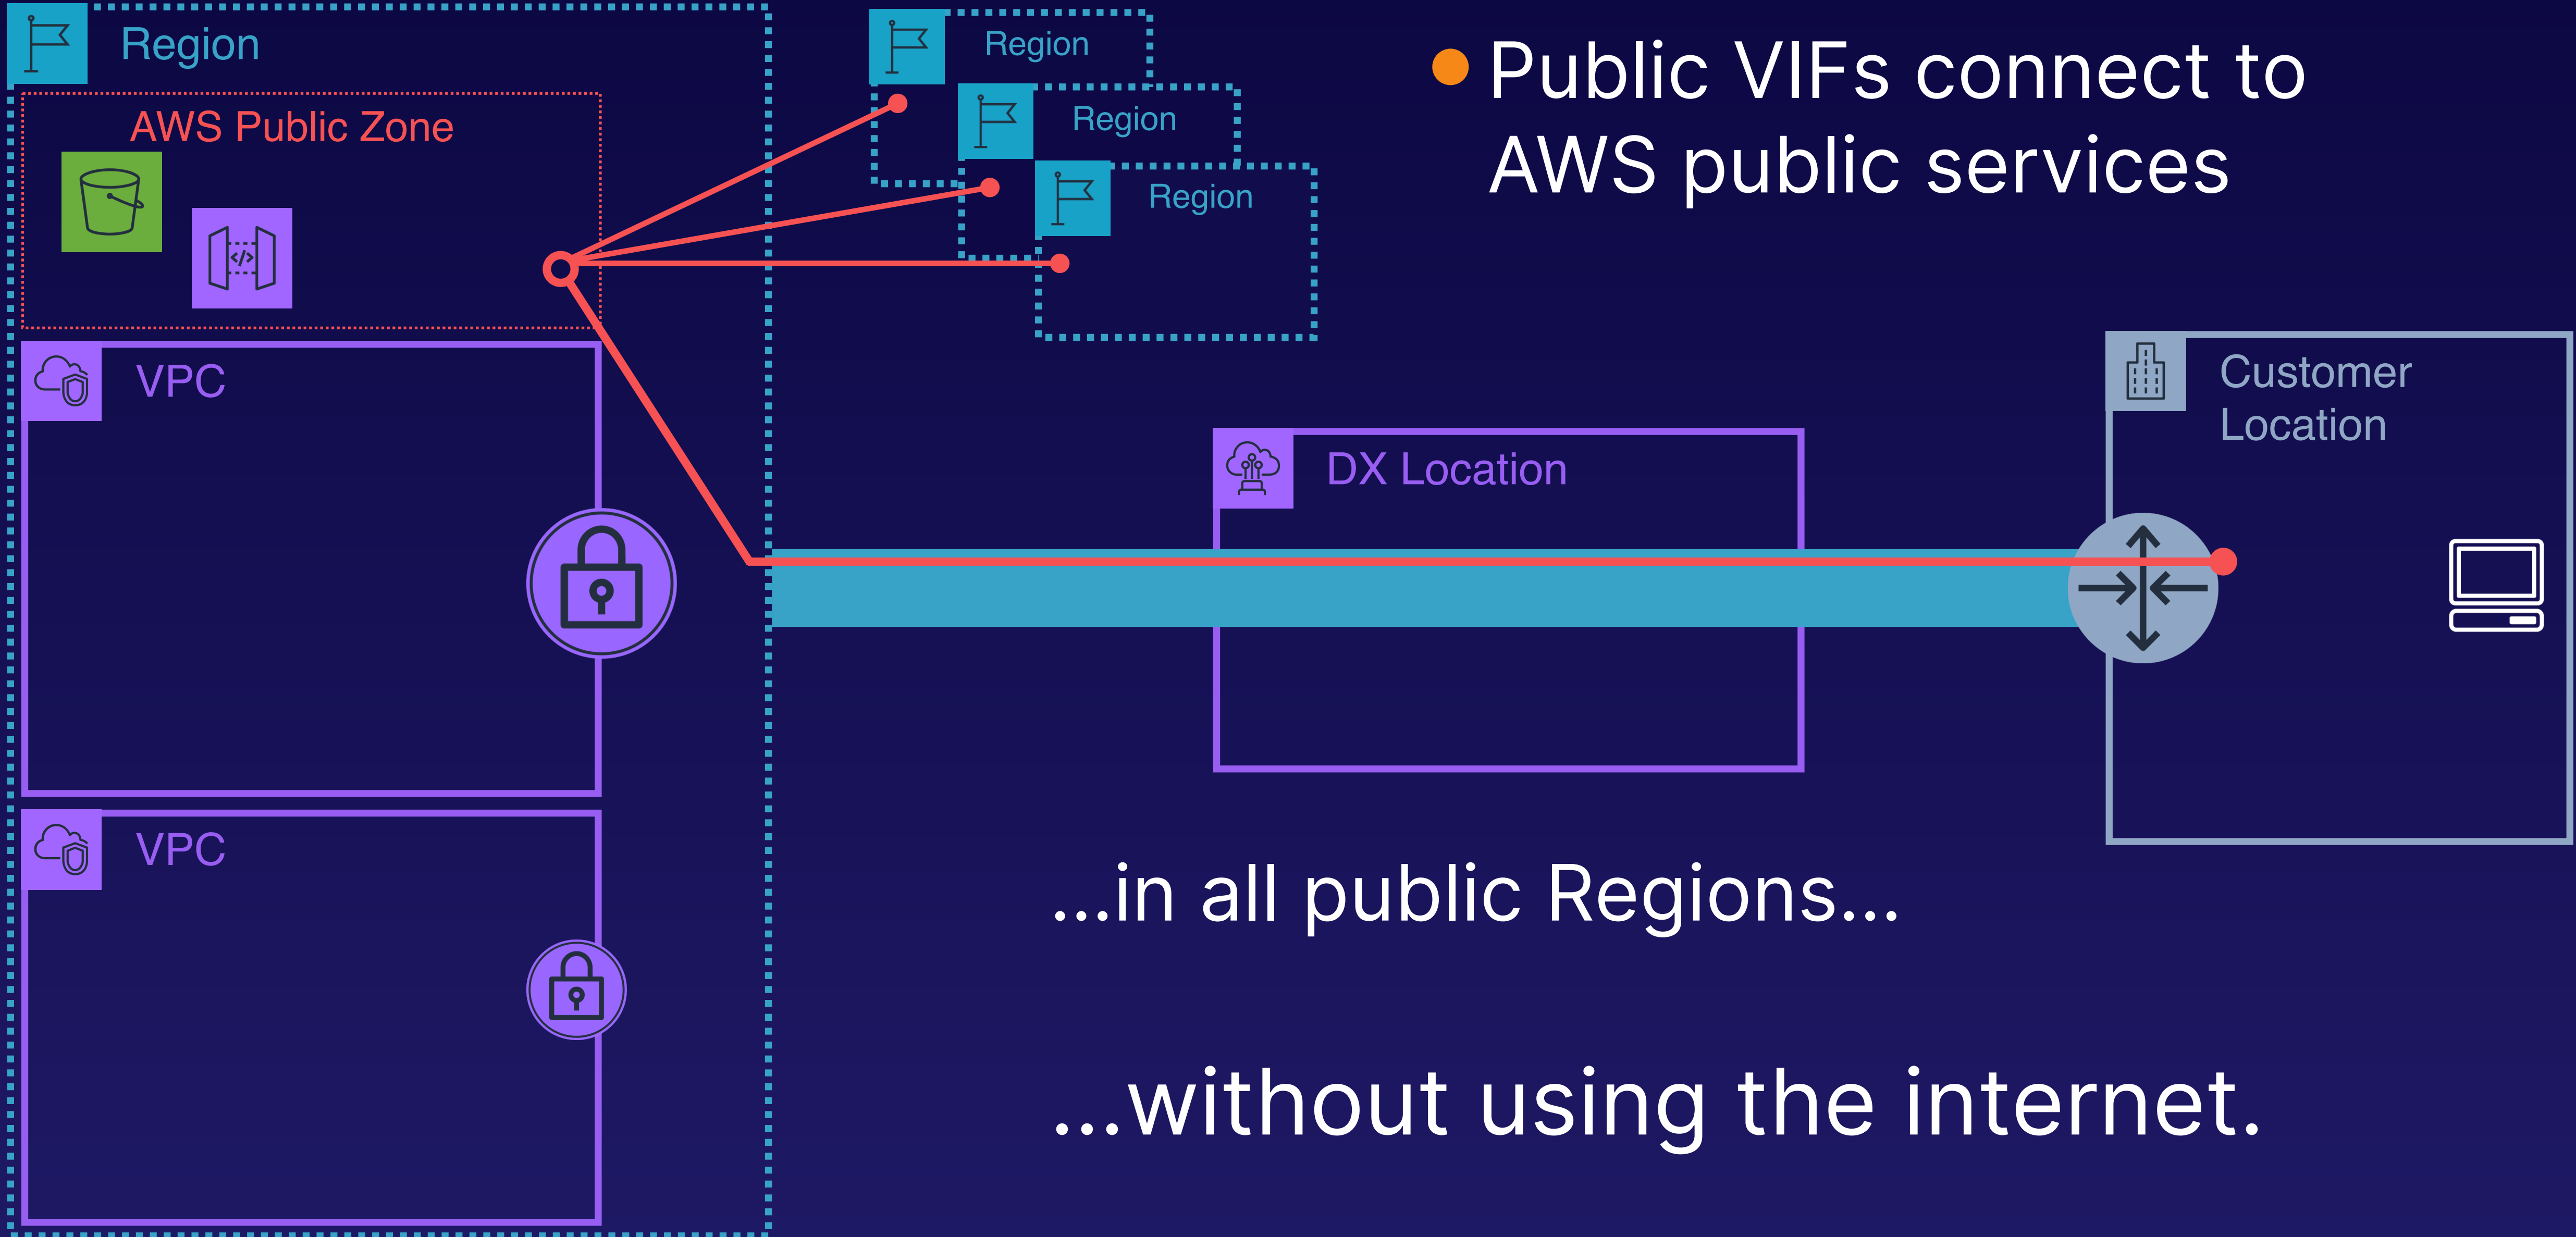 Region
AWS Public Zone
</>
VPC
VPC
Region
Region
Region
Public VIFs connect to
AWS public services
DX Location
Customer
Location
...in all public Regions...
...without using the internet.